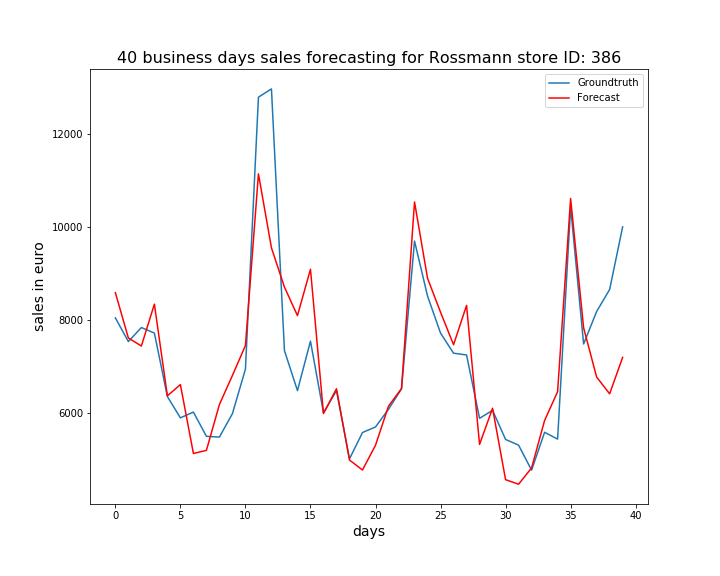 40 business days sales forecasting for Rossmann store ID: 386
Groundtruth
Forecast
sales in euro
12000
10000
8000
6000
0 5 10 15 20 25 30 35 40
days